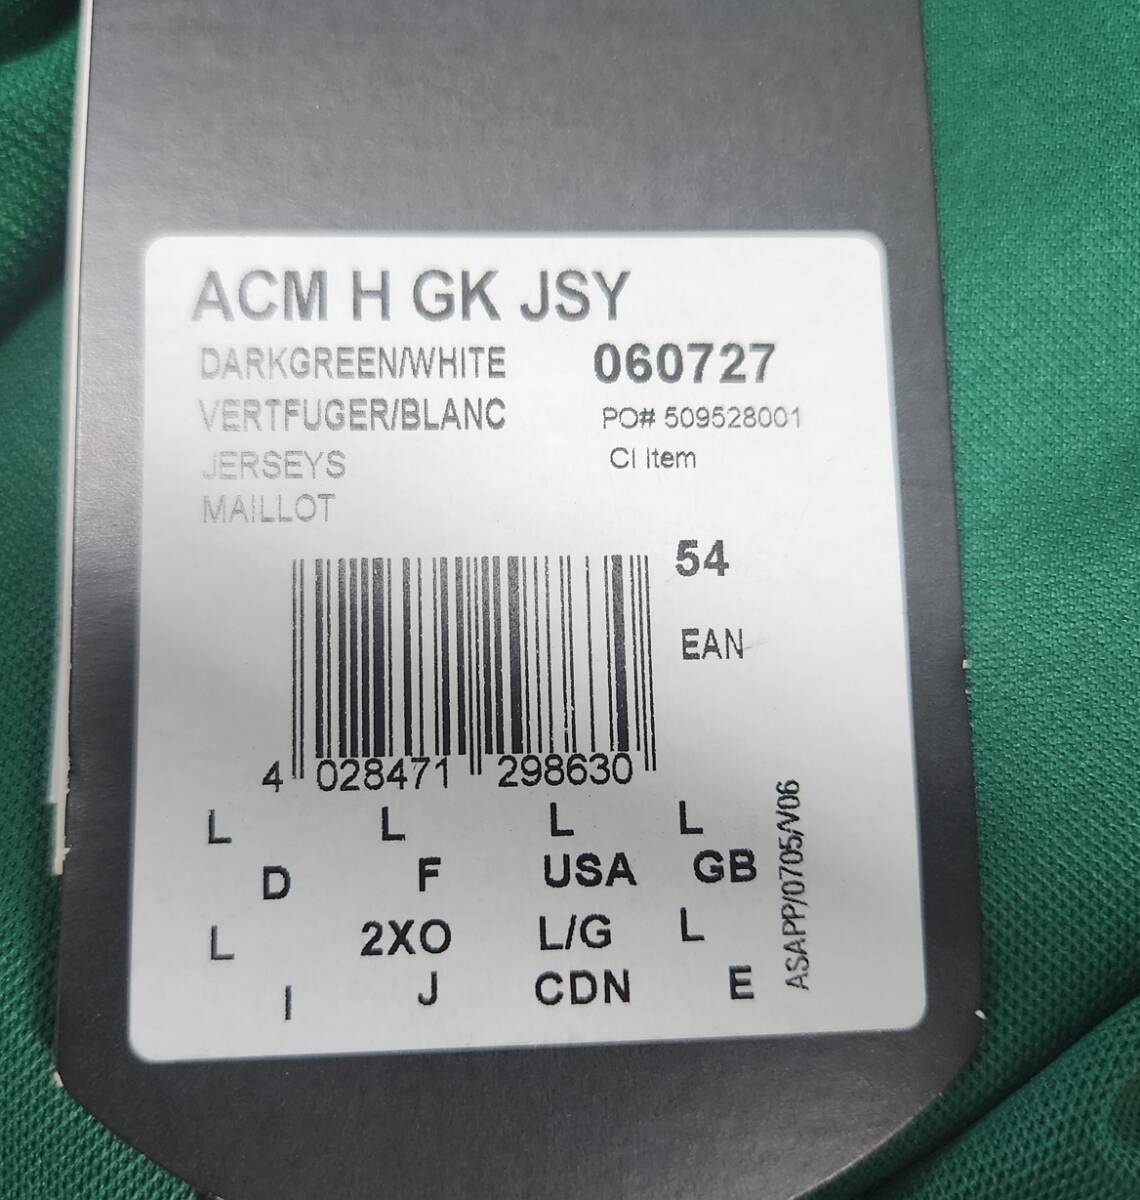 ACM H GK JSY
DARKGREEN/WHITE 060727
VERTFUGER/BLANC PO# 509528001
JERSEYS CI Item
MAILLOT
54
EAN
4 028471 298630
L L L L
D F USA GB
L 2XO L/G L
I J CDN E
ASAPP/0705/V06